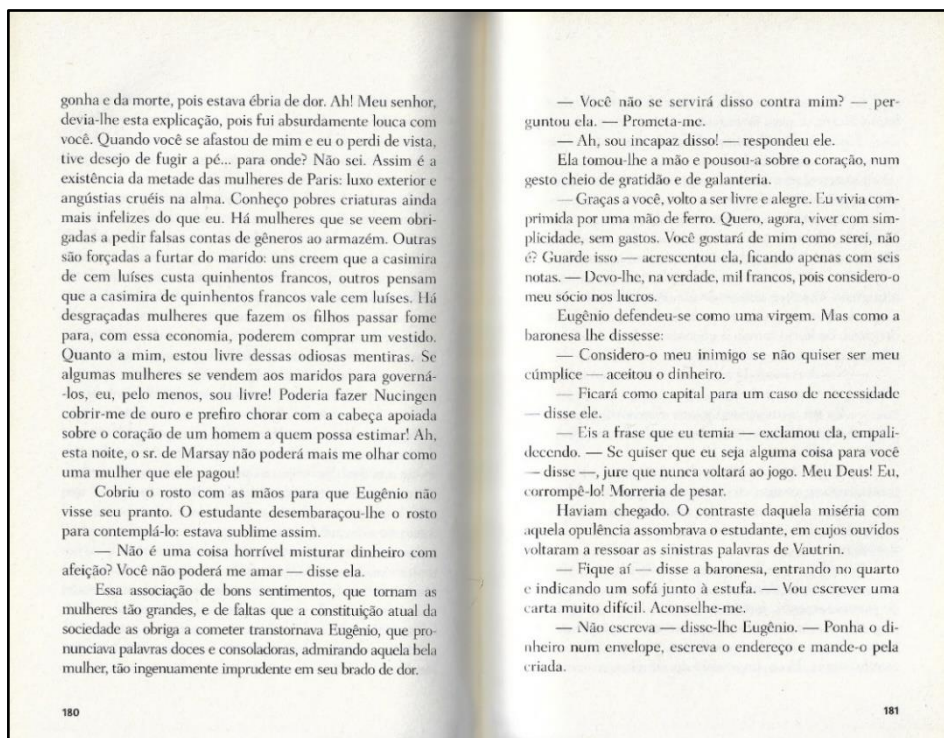 gonha e da morte, pois estava ébria de dor. Ah! Meu senhor,
devia-lhe esta explicação, pois fui absurdamente louca com
você. Quando você se afastou de mim e eu o perdi de vista,
tive desejo de fugir a pé... para onde? Não sei. Assim é a
existência da metade das mulheres de Paris: luxo exterior e
angústias cruéis na alma. Conheço pobres criaturas ainda
mais infelizes do que eu. Há mulheres que se veem obri-
gadas a pedir falsas contas de gêneros ao armazém. Outras
são forçadas a furtar do marido: uns creem que a casimira
de cem luíses custa quinhentos francos, outros pensam
que a casimira de quinhentos francos vale cem luíses. Há
desgraçadas mulheres que fazem os filhos passar fome
para, com essa economia, poderem comprar um vestido.
Quanto a mim, estou livre dessas odiosas mentiras. Se
algumas mulheres se vendem aos maridos para governá-
-los, eu, pelo menos, sou livre! Poderia fazer Nucingen
cobrir-me de ouro e prefiro chorar com a cabeça apoiada
sobre o coração de um homem a quem possa estimar! Ah,
esta noite, o sr. de Marsay não poderá mais me olhar como
uma mulher que ele pagou!
Cobriu o rosto com as mãos para que Eugênio não
visse seu pranto. O estudante desembaraçou-lhe o rosto
para contemplá-lo: estava sublime assim.
— Não é uma coisa horrível misturar dinheiro com
afeição? Você não poderá me amar — disse ela.
Essa associação de bons sentimentos, que tornam as
mulheres tão grandes, e de faltas que a constituição atual da
sociedade as obriga a cometer transtornava Eugênio, que pro-
nunciava palavras doces e consoladoras, admirando aquela bela
mulher, tão ingenuamente imprudente em seu brado de dor.
180
— Você não se servirá disso contra mim? — per-
guntou ela. — Prometa-me.
— Ah, sou incapaz disso! — respondeu ele.
Ela tomou-lhe a mão e pousou-a sobre o coração, num
gesto cheio de gratidão e de galanteria.
— Graças a você, volto a ser livre e alegre. Eu vivia com-
primida por uma mão de ferro. Quero, agora, viver com sim-
plicidade, sem gastos. Você gostará de mim como serei, não
é? Guarde isso — acrescentou ela, ficando apenas com seis
notas. — Devo-lhe, na verdade, mil francos, pois considero-o
meu sócio nos lucros.
Eugênio defendeu-se como uma virgem. Mas como a
baronesa lhe dissesse:
— Considero-o meu inimigo se não quiser ser meu
cúmplice — aceitou o dinheiro.
— Ficará como capital para um caso de necessidade
— disse ele.
— Eis a frase que eu temia — exclamou ela, empali-
decendo. — Se quiser que eu seja alguma coisa para você
— disse —, jure que nunca voltará ao jogo. Meu Deus! Eu,
corrompê-lo! Morreria de pesar.
Haviam chegado. O contraste daquela miséria com
aquela opulência assombrava o estudante, em cujos ouvidos
voltaram a ressoar as sinistras palavras de Vautrin.
— Fique aí — disse a baronesa, entrando no quarto
e indicando um sofá junto à estufa. — Vou escrever uma
carta muito difícil. Aconselhe-me.
— Não escreva — disse-lhe Eugênio. — Ponha o di-
nheiro num envelope, escreva o endereço e mande-o pela
criada.
181